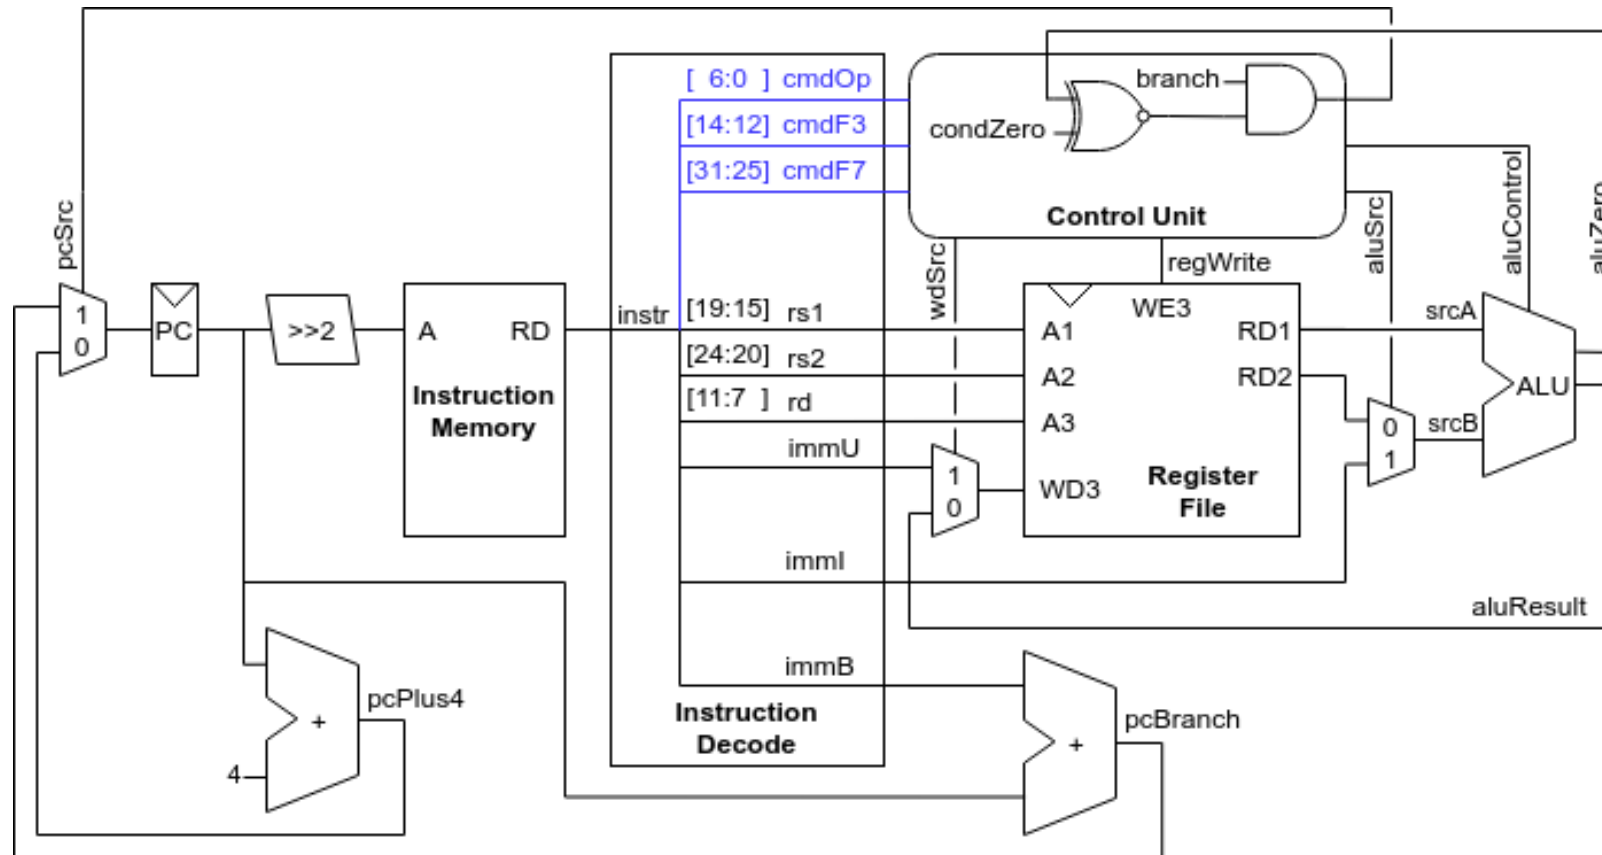 [ 6:0 ] cmdOp
branch
[14:12] cmdF3
condZero
[31:25] cmdF7
Control Unit
pcSrc
wdSrc
regWrite
aluSrc
aluControl
aluZero
1
0
PC
>>2
A
RD
Instruction
Memory
instr
[19:15] rs1
[24:20] rs2
[11:7 ] rd
immU
1
0
A1
A2
A3
WD3
WE3
RD1
RD2
Register
File
srcA
0
1
srcB
ALU
immI
aluResult
immB
Instruction
Decode
pcPlus4
+
4
pcBranch
+